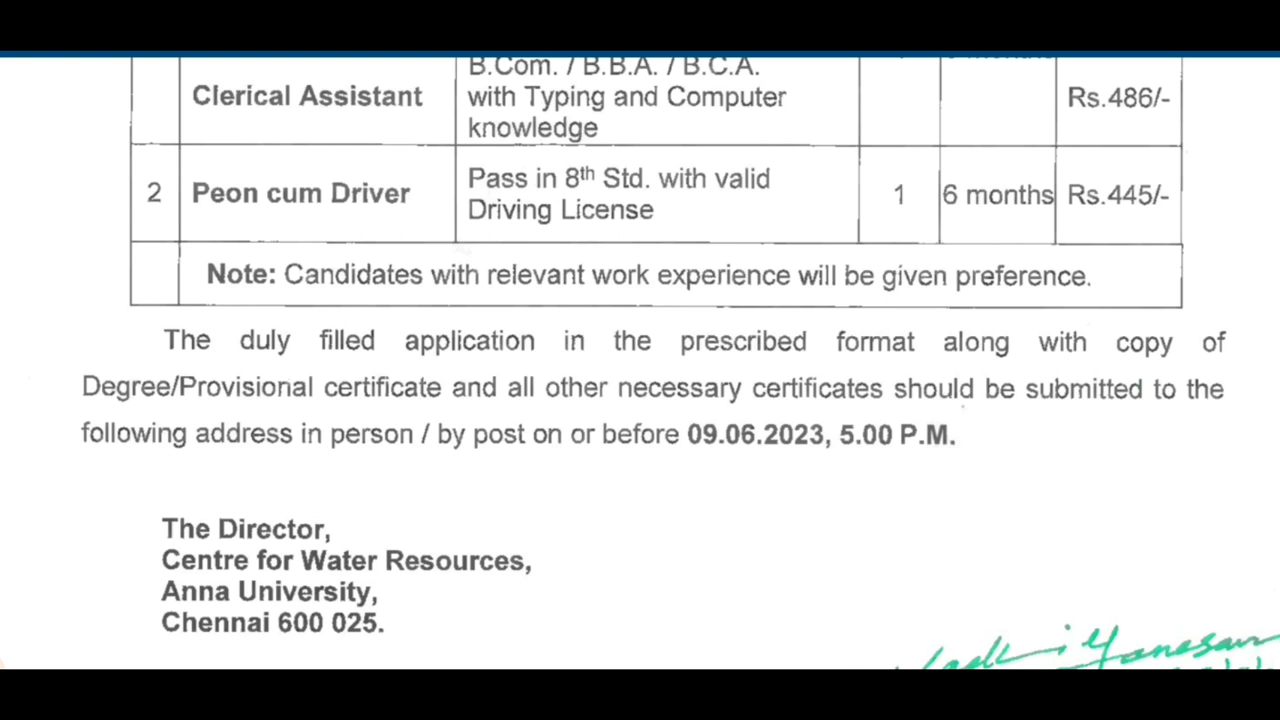 B.Com. / B.B.A. / B.C.A.
Clerical Assistant with Typing and Computer Rs.486/-
knowledge
2 Peon cum Driver Pass in 8th Std. with valid Driving License 1 6 months Rs.445/-
Note: Candidates with relevant work experience will be given preference.
The duly filled application in the prescribed format along with copy of
Degree/Provisional certificate and all other necessary certificates should be submitted to the
following address in person / by post on or before 09.06.2023, 5.00 P.M.
The Director,
Centre for Water Resources,
Anna University,
Chennai 600 025.